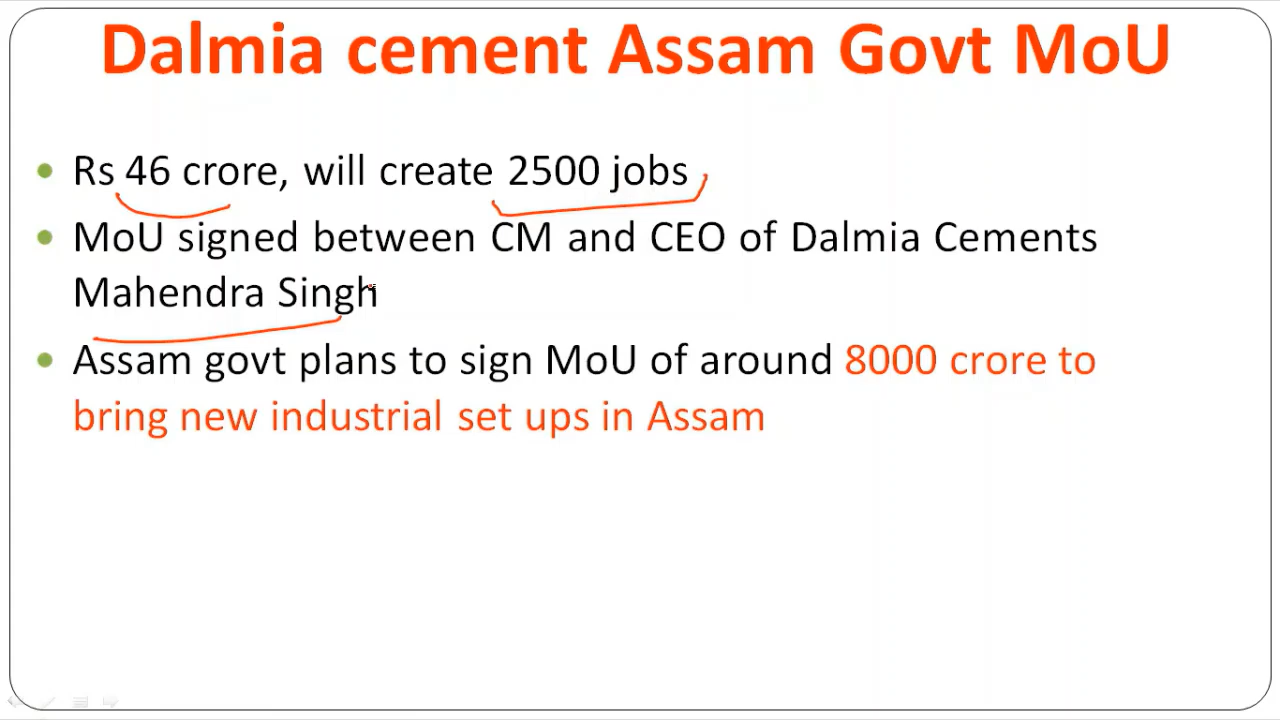 Dalmia cement Assam Govt MoU
Rs 46 crore, will create 2500 jobs
MoU signed between CM and CEO of Dalmia Cements
Mahendra Singh
Assam govt plans to sign MoU of around 8000 crore to
bring new industrial set ups in Assam